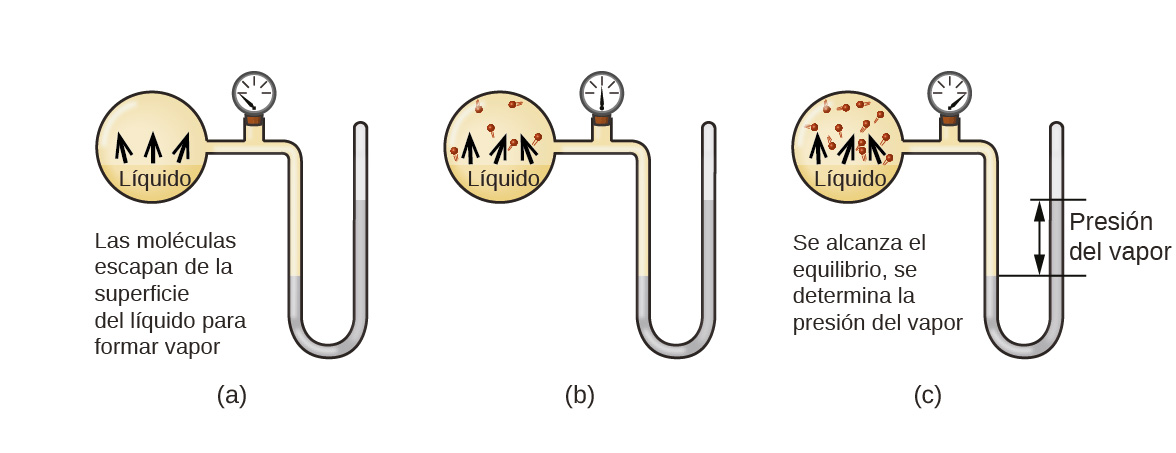 Líquido
Las moléculas
escapan de la
superficie
del líquido para
formar vapor
(a)
Líquido
(b)
Líquido
Se alcanza el
equilibrio, se
determina la
presión del vapor
Presión
del vapor
(c)